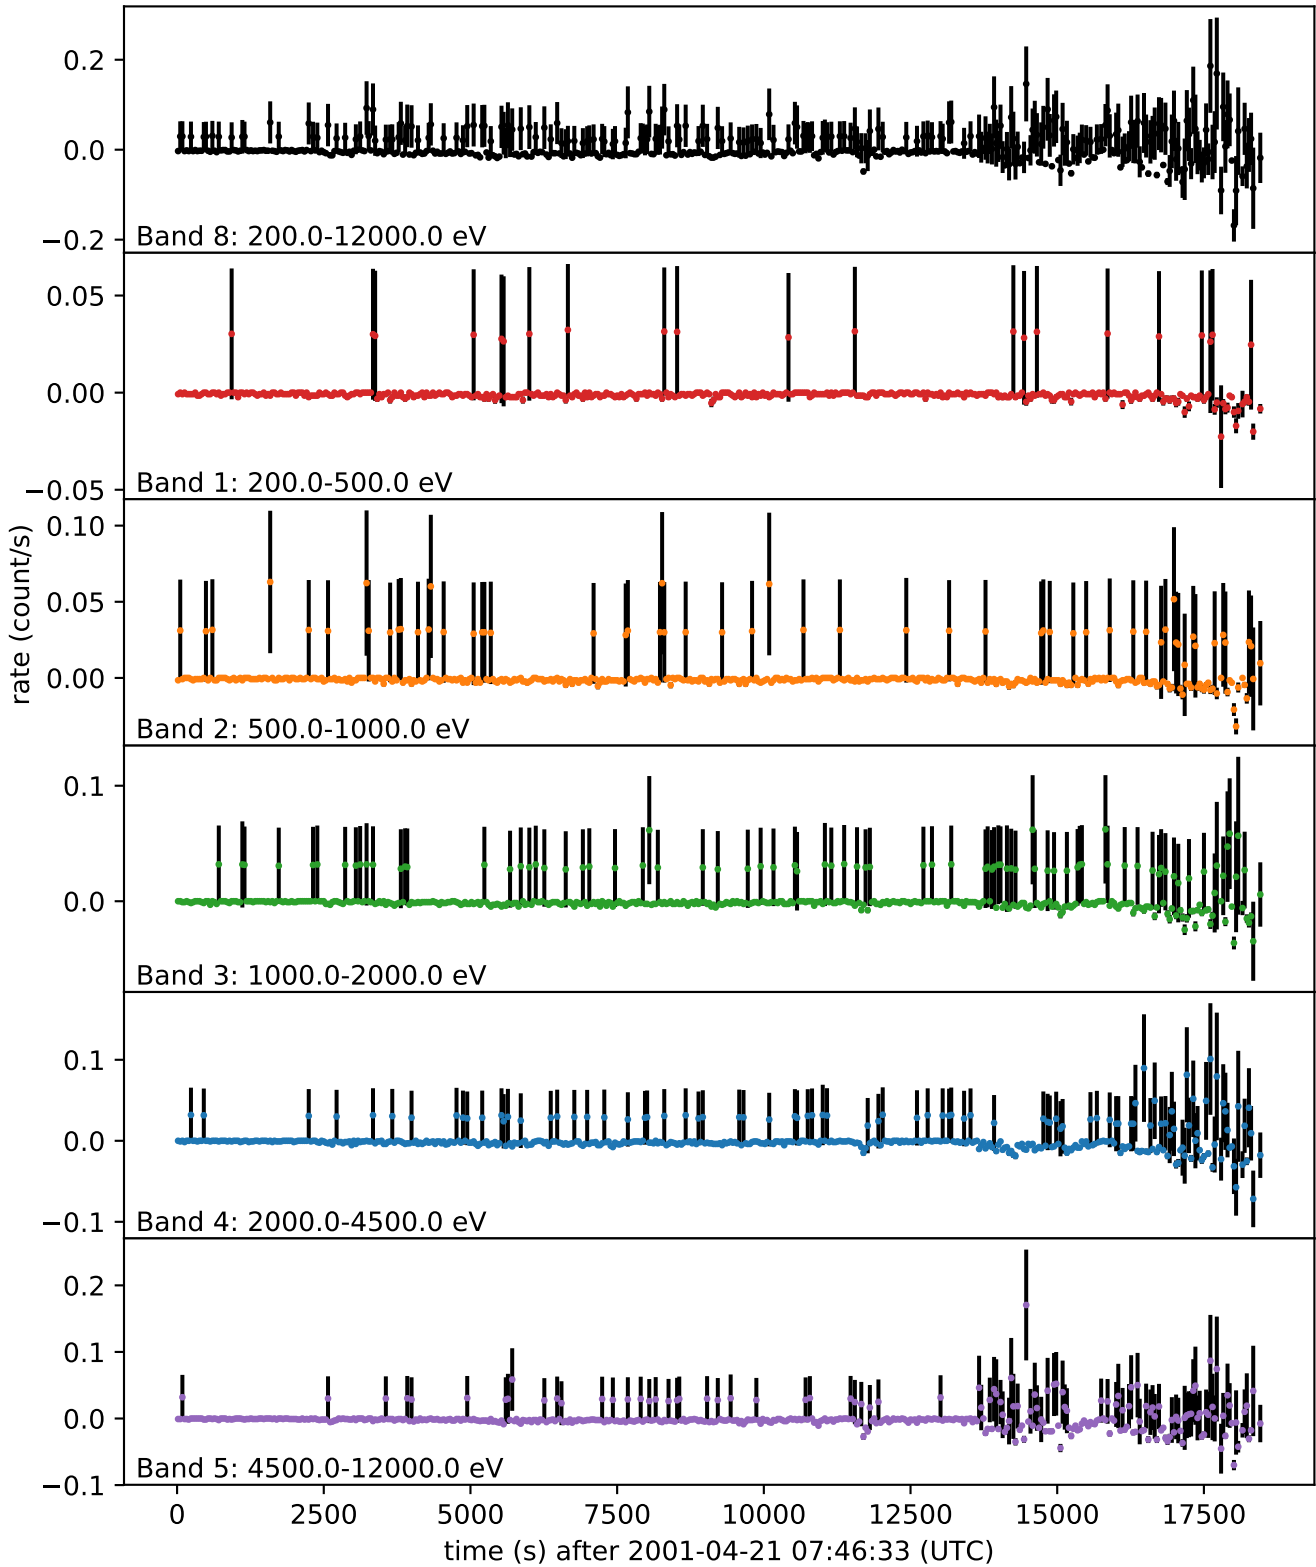 0.2
0.0
−0.2
Band 8: 200.0-12000.0 eV
0.05
0.00
−0.05
Band 1: 200.0-500.0 eV
rate (count/s)
0.10
0.05
0.00
Band 2: 500.0-1000.0 eV
0.1
0.0
Band 3: 1000.0-2000.0 eV
0.1
0.0
−0.1
Band 4: 2000.0-4500.0 eV
0.2
0.1
0.0
−0.1
Band 5: 4500.0-12000.0 eV
0 2500 5000 7500 10000 12500 15000 17500
time (s) after 2001-04-21 07:46:33 (UTC)